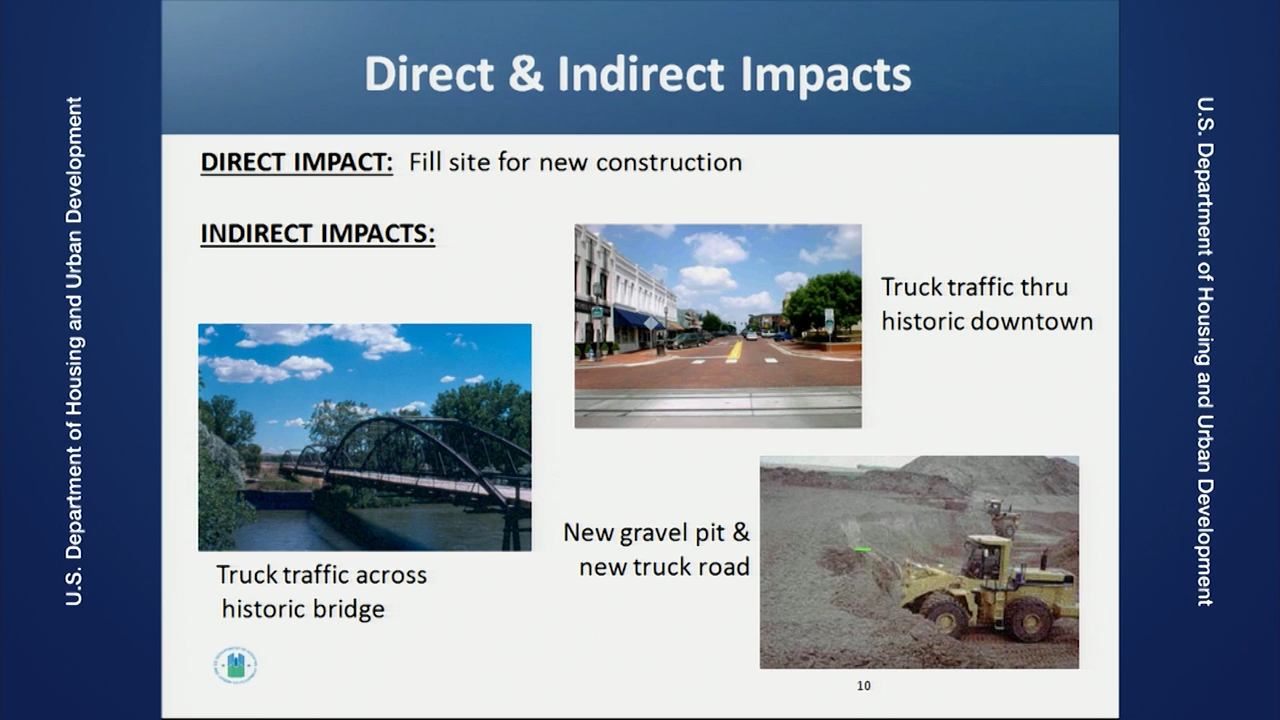 Direct & Indirect Impacts
DIRECT IMPACT: Fill site for new construction
INDIRECT IMPACTS:
Truck traffic thru
historic downtown
New gravel pit &
new truck road
Truck traffic across
historic bridge
10
U.S. Department of Housing and Urban Development
U.S. Department of Housing and Urban Development